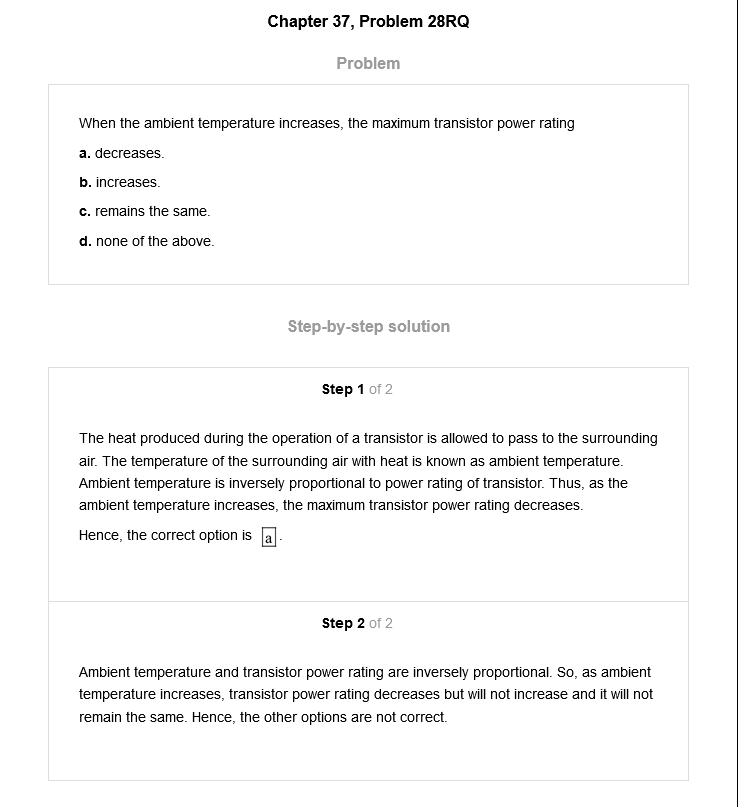 Chapter 37, Problem 28RQ
Problem
When the ambient temperature increases, the maximum transistor power rating
a. decreases.
b. increases.
c. remains the same.
d. none of the above.
Step-by-step solution
Step 1 of 2
The heat produced during the operation of a transistor is allowed to pass to the surrounding
air. The temperature of the surrounding air with heat is known as ambient temperature.
Ambient temperature is inversely proportional to power rating of transistor. Thus, as the
ambient temperature increases, the maximum transistor power rating decreases.
Hence, the correct option is a.
Step 2 of 2
Ambient temperature and transistor power rating are inversely proportional. So, as ambient
temperature increases, transistor power rating decreases but will not increase and it will not
remain the same. Hence, the other options are not correct.